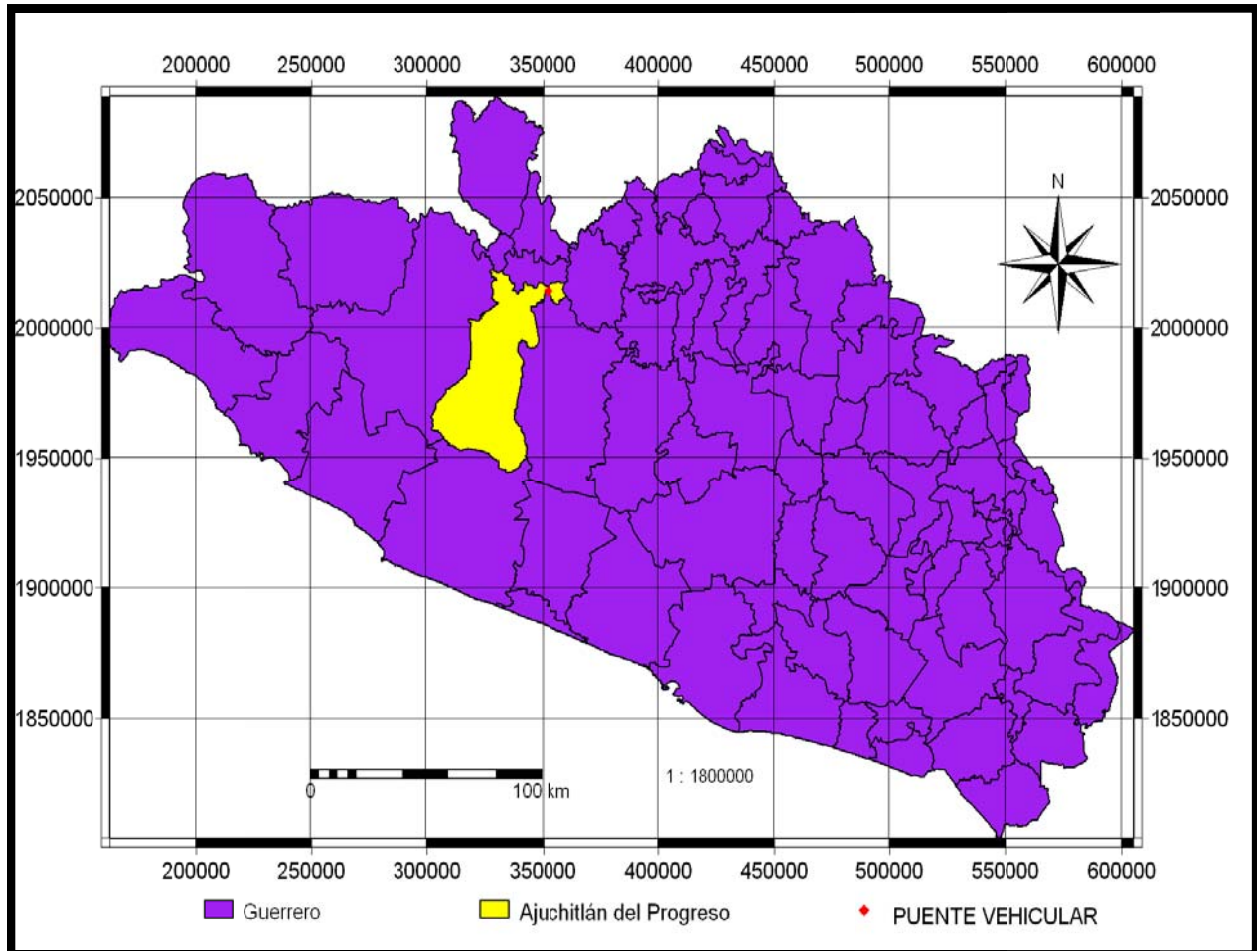 200000 250000 300000 350000 400000 450000 500000 550000 600000
N
2050000 2050000
2000000 2000000
1950000 1950000
1900000 1900000
1850000 1850000
1 : 1800000
0 100 km
200000 250000 300000 350000 400000 450000 500000 550000 600000
Guerrero Ajuchitlán del Progreso PUENTE VEHICULAR